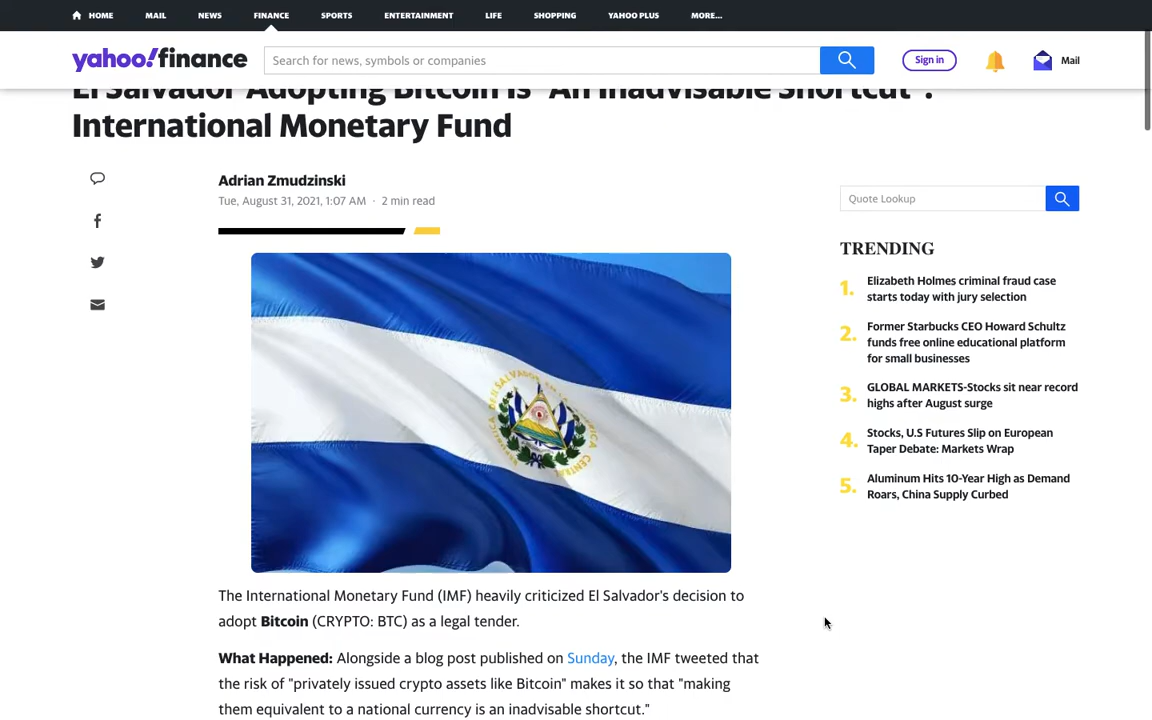 HOME MAIL NEWS FINANCE SPORTS ENTERTAINMENT LIFE SHOPPING YAHOO PLUS MORE...
yahoo!finance
Search for news, symbols or companies
Sign in
Mail
El Salvador Adopting Bitcoin Is "An Inadvisable Shortcut":
International Monetary Fund
Adrian Zmudzinski
Tue, August 31, 2021, 1:07 AM · 2 min read
EL SALVADOR EN LA
AMERICA CENTRAL
The International Monetary Fund (IMF) heavily criticized El Salvador's decision to
adopt Bitcoin (CRYPTO: BTC) as a legal tender.
What Happened: Alongside a blog post published on Sunday, the IMF tweeted that
the risk of "privately issued crypto assets like Bitcoin" makes it so that "making
them equivalent to a national currency is an inadvisable shortcut."
Quote Lookup
TRENDING
1. Elizabeth Holmes criminal fraud case
starts today with jury selection
2. Former Starbucks CEO Howard Schultz
funds free online educational platform
for small businesses
3. GLOBAL MARKETS-Stocks sit near record
highs after August surge
4. Stocks, U.S Futures Slip on European
Taper Debate: Markets Wrap
5. Aluminum Hits 10-Year High as Demand
Roars, China Supply Curbed